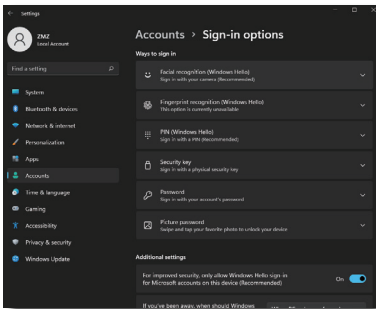 Settings
ZMZ
Local Account
Find a setting
System
Bluetooth & devices
Network & internet
Personalization
Apps
Accounts
Time & language
Gaming
Accessibility
Privacy & security
Windows Update
Accounts > Sign-in options
Ways to sign in
Facial recognition (Windows Hello)
Sign in with your camera (Recommended)
Fingerprint recognition (Windows Hello)
This option is currently unavailable
PIN (Windows Hello)
Sign in with a PIN (Recommended)
Security key
Sign in with a physical security key
Password
Sign in with your account's password
Picture password
Swipe and tap your favorite photo to unlock your device
Additional settings
For improved security, only allow Windows Hello sign-in
for Microsoft accounts on this device (Recommended)
On
If you've been away, when should Windows